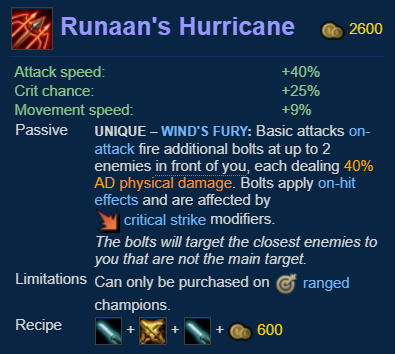 Runaan's Hurricane 2600
Attack speed: +40%
Crit chance: +25%
Movement speed: +9%
Passive UNIQUE – WIND'S FURY: Basic attacks on-
attack fire additional bolts at up to 2
enemies in front of you, each dealing 40%
AD physical damage. Bolts apply on-hit
effects and are affected by
critical strike modifiers.
The bolts will target the closest enemies to
you that are not the main target.
Limitations Can only be purchased on ranged
champions.
Recipe + + + 600